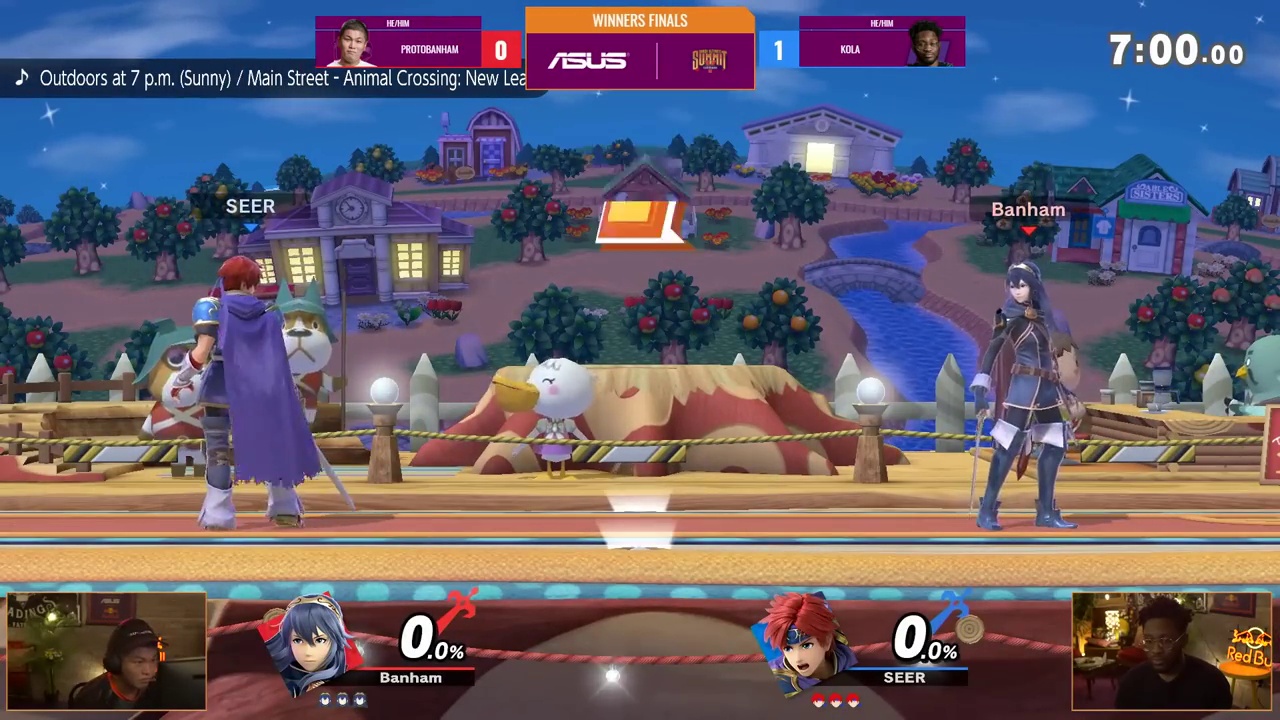 HE/HIM
PROTOBANHAM
0
WINNERS FINALS
ASUS
SUMMIT
1
HE/HIM
KOLA
7:00.00
♪ Outdoors at 7 p.m. (Sunny) / Main Street - Animal Crossing: New Lea
SEER
Banham
ABLE SISTERS
0.0%
Banham
0.0%
SEER
Red Bu